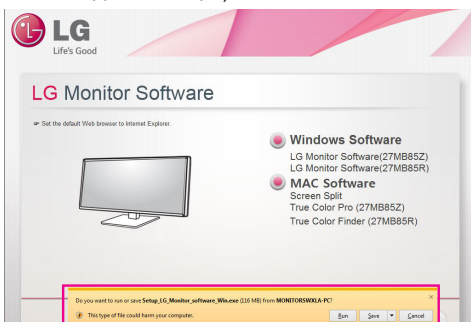 LG
Life's Good
LG Monitor Software
☞ Set the default Web browser to Internet Explorer.
Windows Software
LG Monitor Software(27MB85Z)
LG Monitor Software(27MB85R)
MAC Software
Screen Split
True Color Pro (27MB85Z)
True Color Finder (27MB85R)
Do you want to run or save Setup_LG_Monitor_software_Win.exe (116 MB) from MONITORSWXLA-PC?
This type of file could harm your computer.
Run Save Cancel